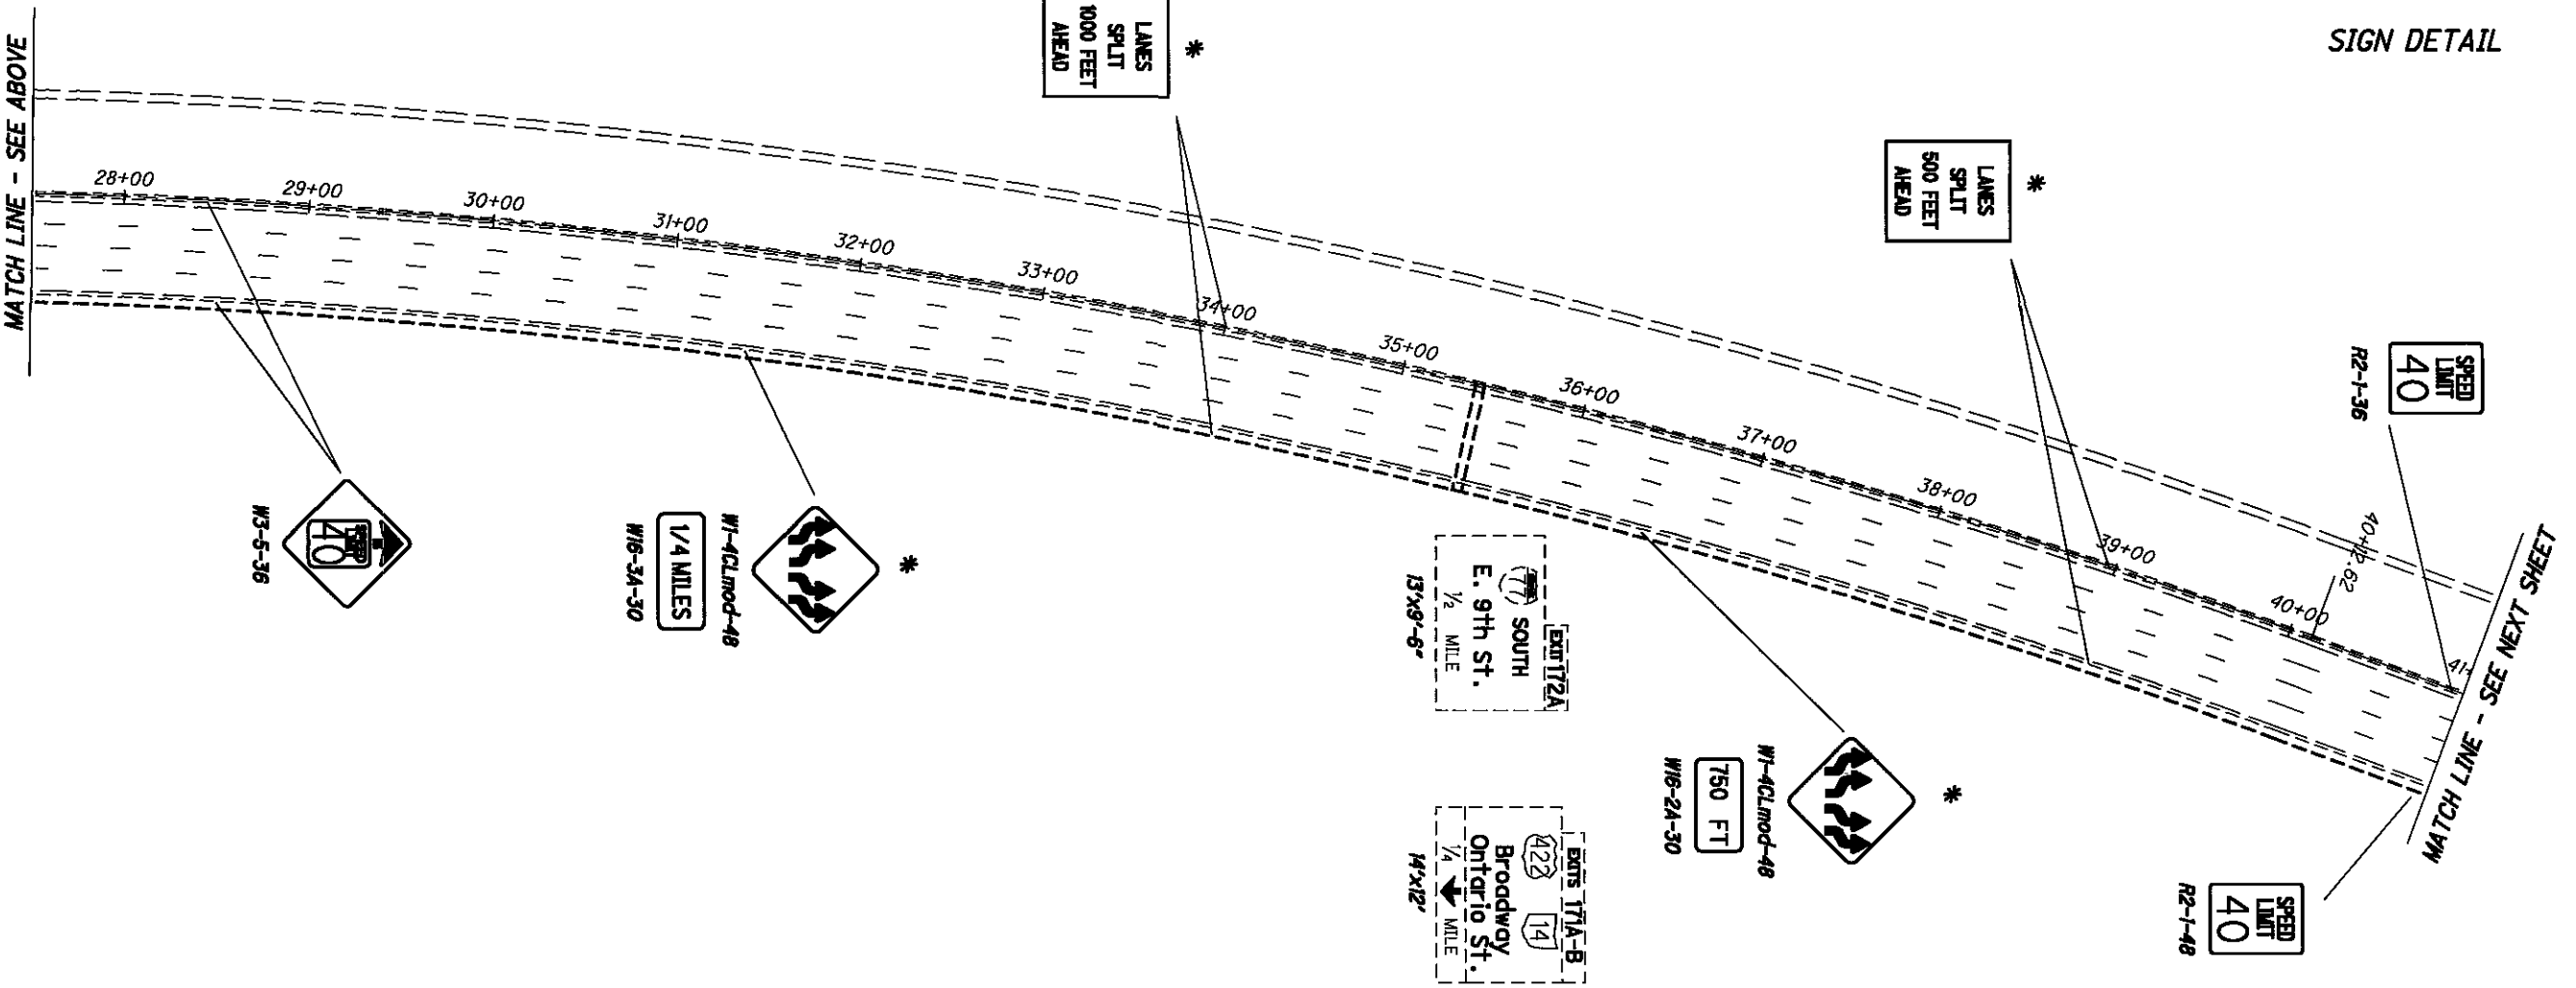 SIGN DETAIL
MATCH LINE - SEE ABOVE
LANES
SPLIT
1000 FEET
AHEAD
*
LANES
SPLIT
500 FEET
AHEAD
*
SPEED
LIMIT
40
R2-1-36
28+00
29+00
30+00
31+00
32+00
33+00
34+00
35+00
36+00
37+00
38+00
39+00
40+00
40+12.62
41+
MATCH LINE - SEE NEXT SHEET
SPEED
LIMIT
40
W3-5-36
*
W1-4CLmod-48
1/4 MILES
W16-3A-30
EXIT 172A
77 SOUTH
E. 9th St.
1/2 MILE
13'x9'-6"
*
W1-4CLmod-48
750 FT
W16-2A-30
EXITS 171A-B
422 14
Broadway
Ontario St.
1/4 MILE
14'x12'
SPEED
LIMIT
40
R2-1-48